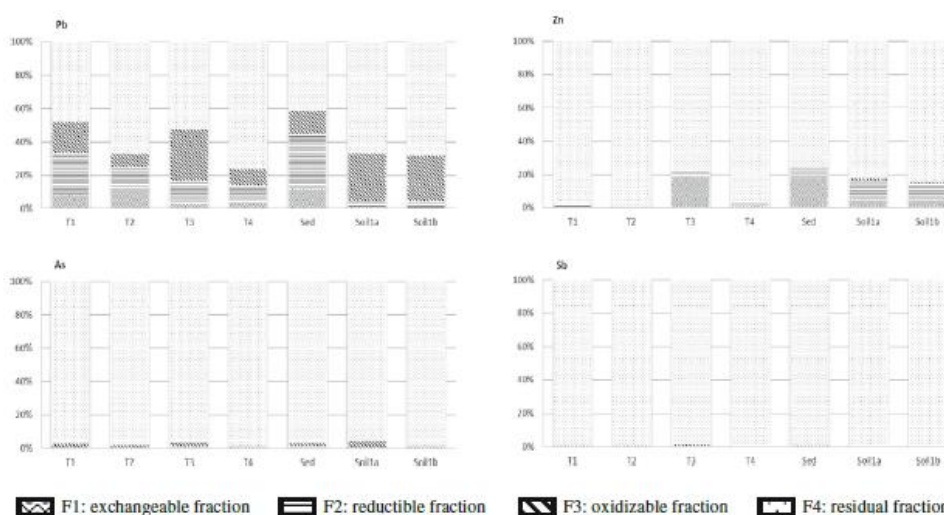 Pb
100%
80%
60%
40%
20%
0%
T1 T2 T3 T4 Sed Soil1a Soil1b
Zn
100%
80%
60%
40%
20%
0%
T1 T2 T3 T4 Sed Soil1a Soil1b
As
100%
80%
60%
40%
20%
0%
T1 T2 T3 T4 Sed Soil1a Soil1b
Sb
100%
80%
60%
40%
20%
0%
T1 T2 T3 T4 Sed Soil1a Soil1b
F1: exchangeable fraction F2: reductible fraction F3: oxidizable fraction F4: residual fraction